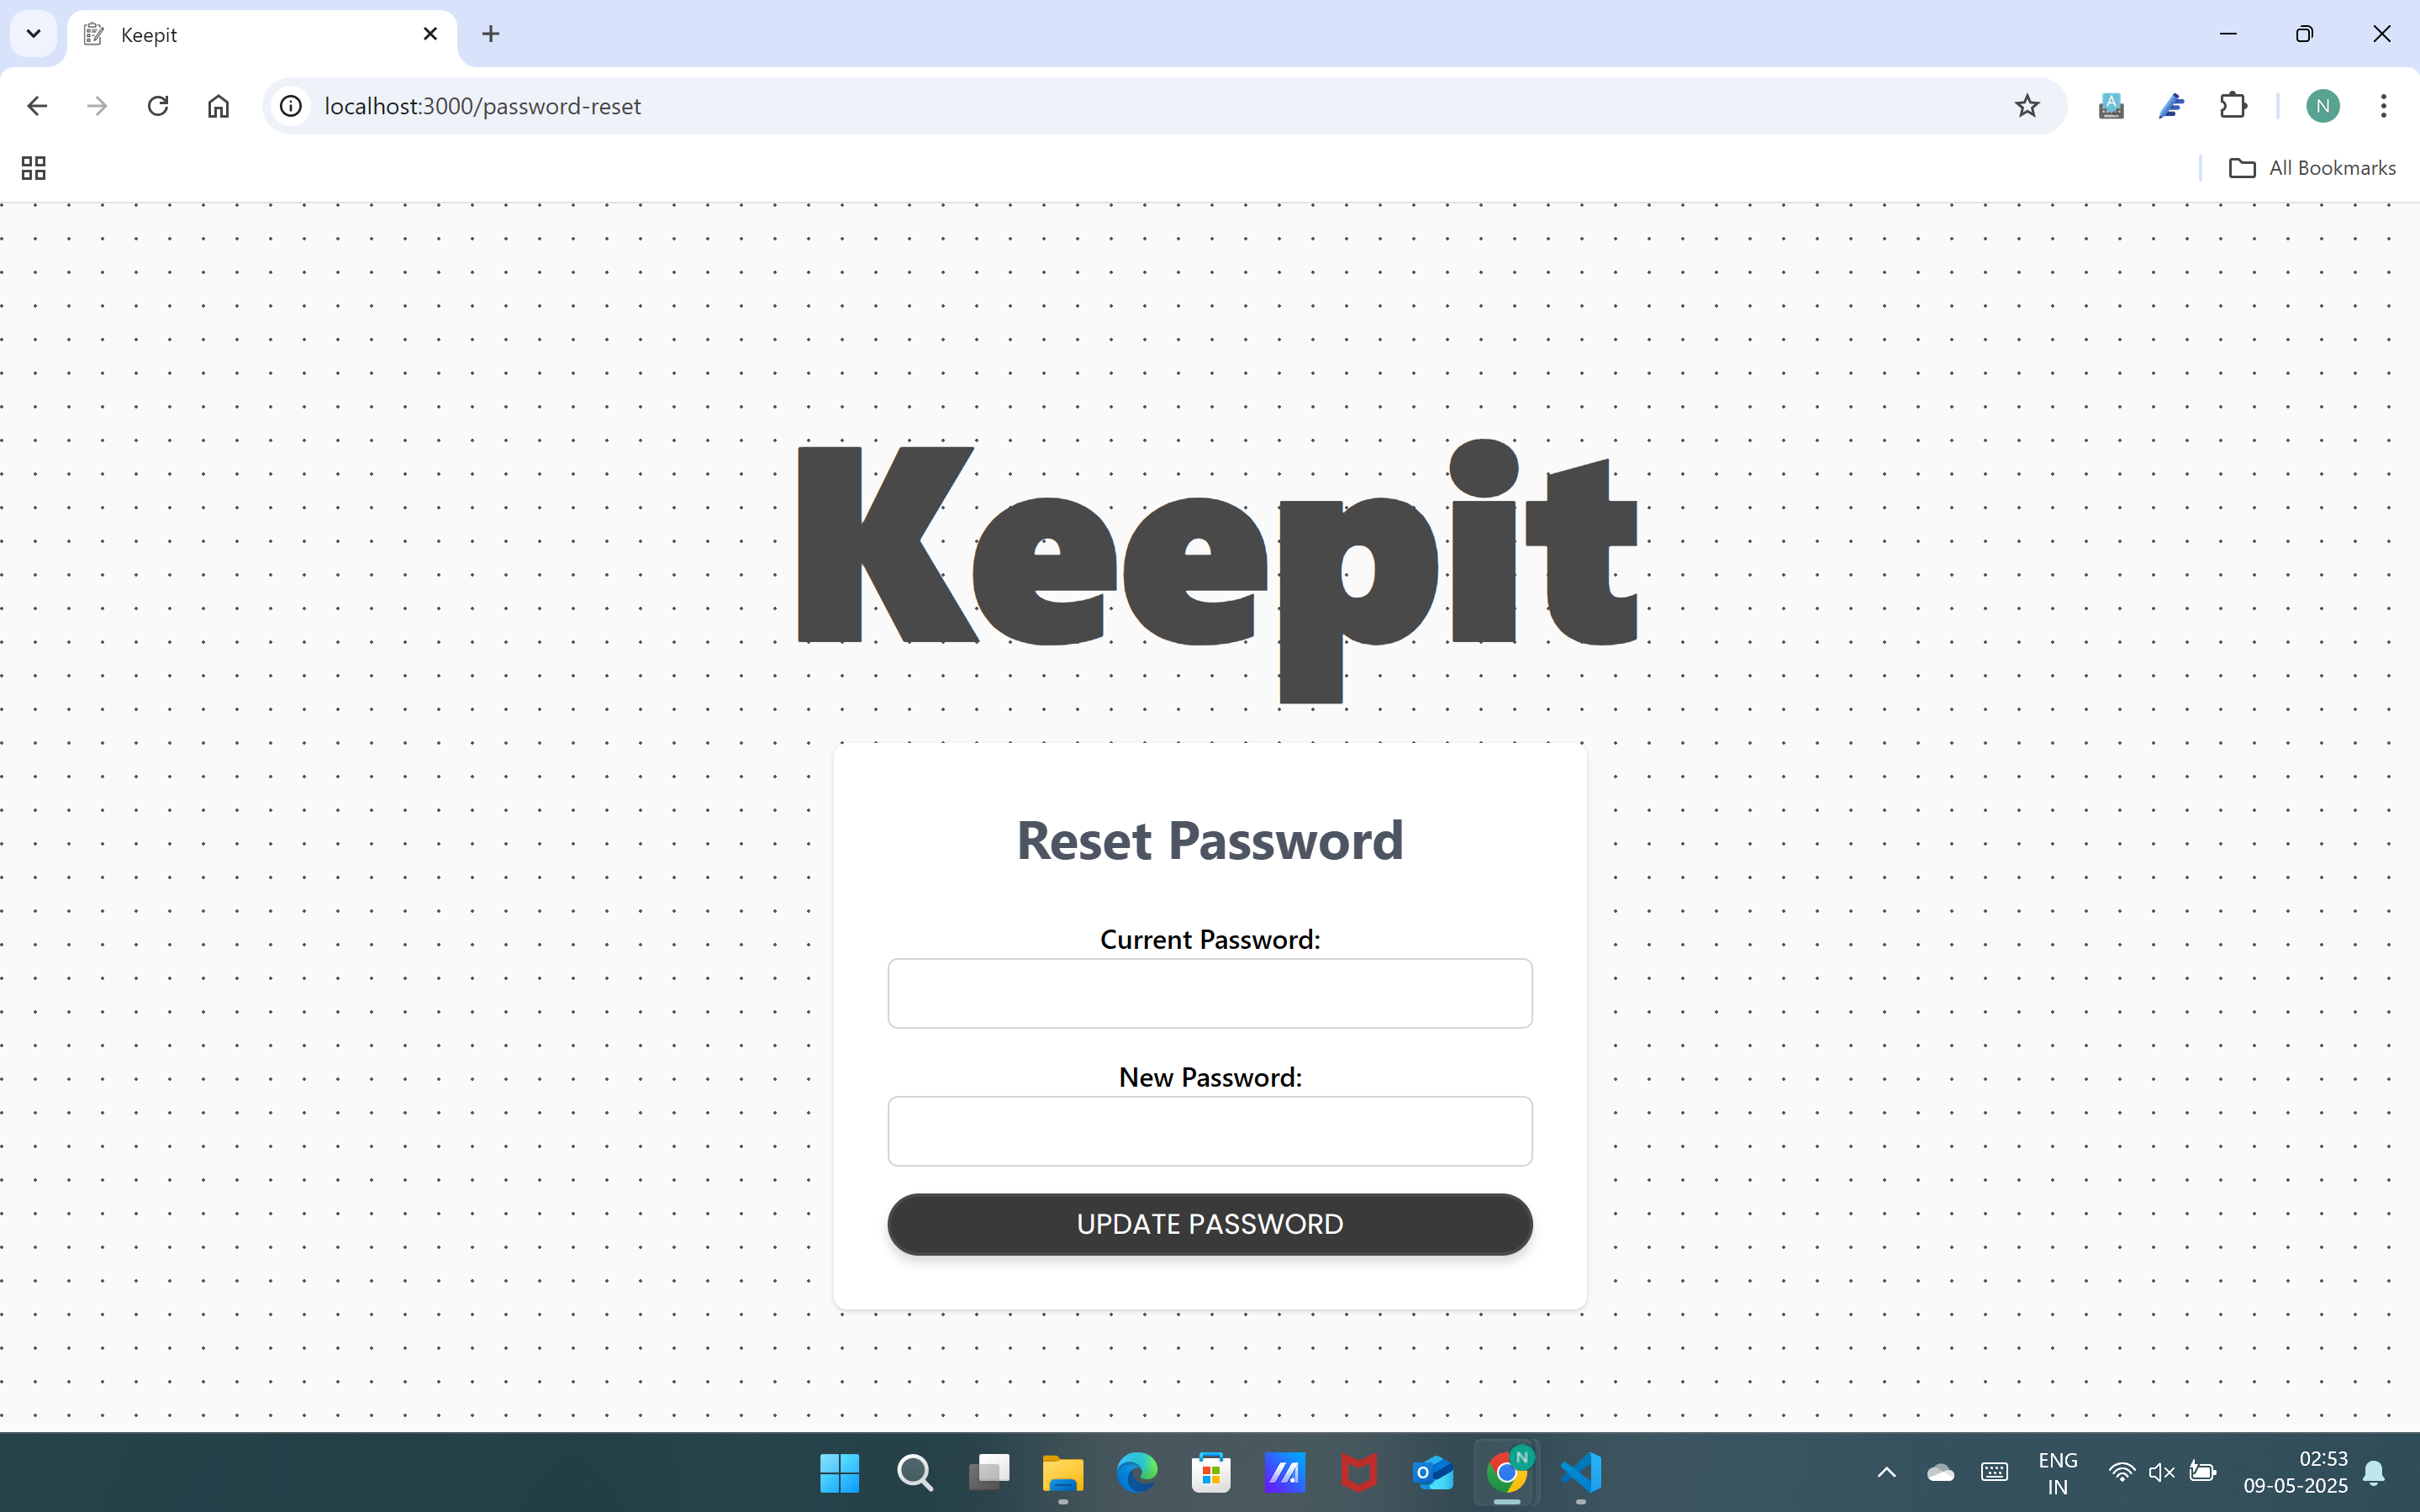 Keepit
localhost:3000/password-reset
A
N
All Bookmarks
Keepit
Reset Password
Current Password:
New Password:
UPDATE PASSWORD
N
ENG
IN
02:53
09-05-2025